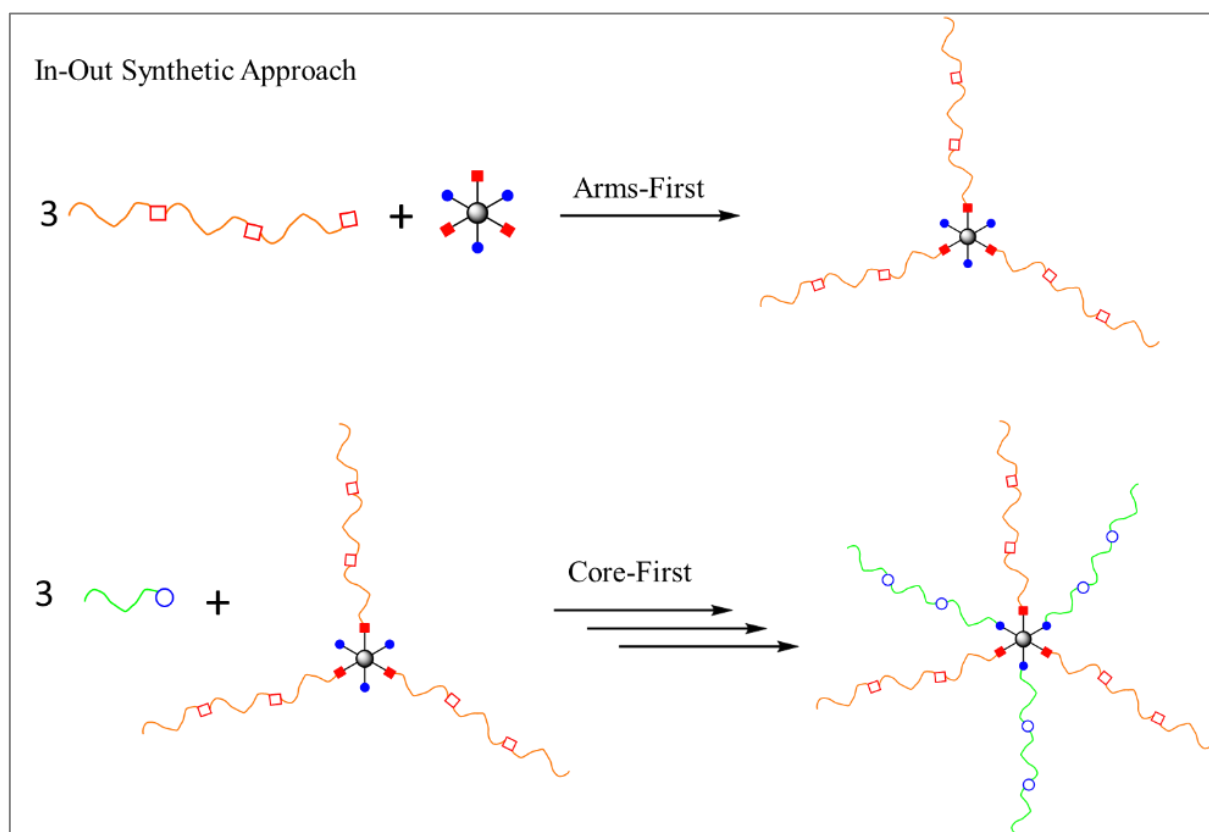 In-Out Synthetic Approach
3 + Arms-First
3 + Core-First